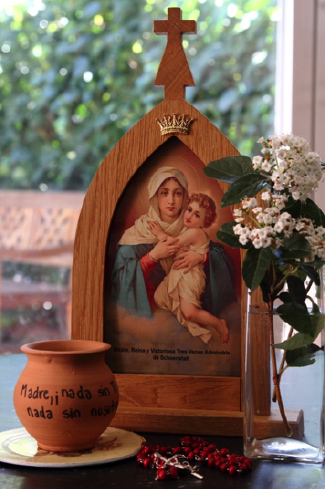 Madre, ¡nada sin
nada sin
Madre, Reina y Victoriosa Tres Veces Admirable
de Schoenstatt